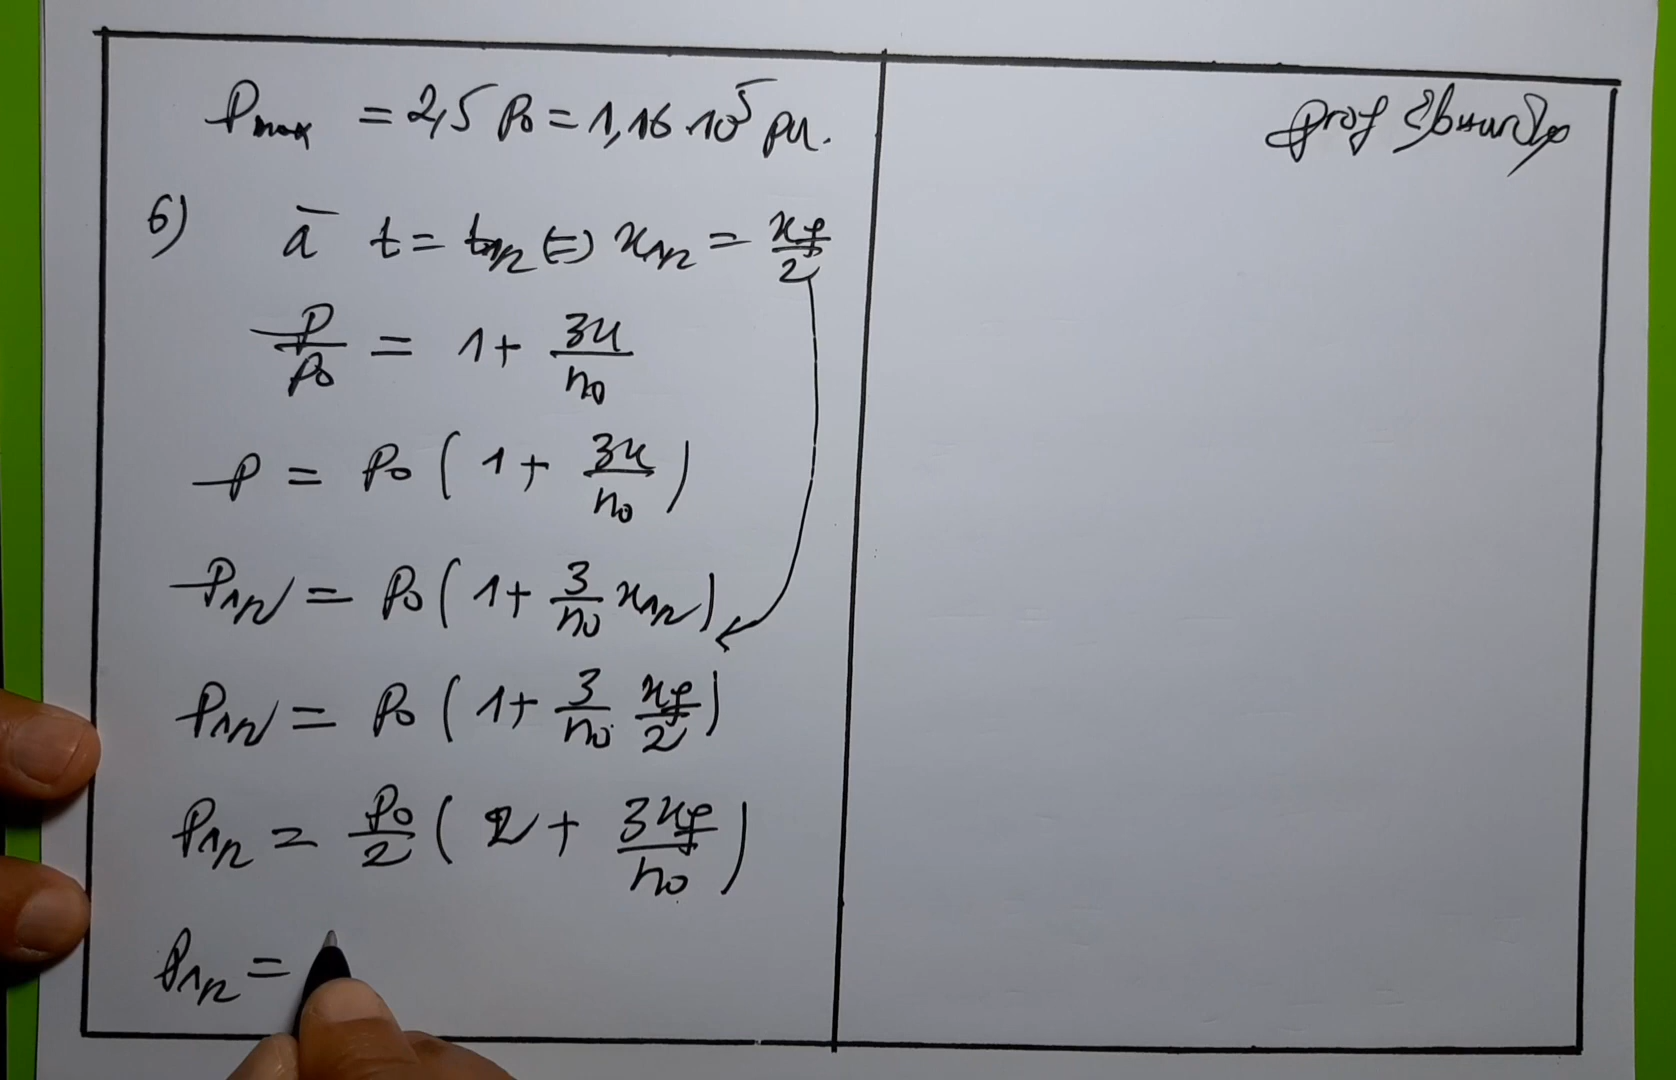 Pmax = 2,5 P0 = 1,16 10^5 pa.
6) à t = t1/2 ⇔ x1/2 = xf/2
P/P0 = 1 + 3x/n0
P = P0 ( 1 + 3x/n0 )
P1/2 = P0 ( 1 + 3/n0 x1/2 )
P1/2 = P0 ( 1 + 3/n0 xf/2 )
P1/2 = P0/2 ( 2 + 3xf/n0 )
P1/2 =
prof